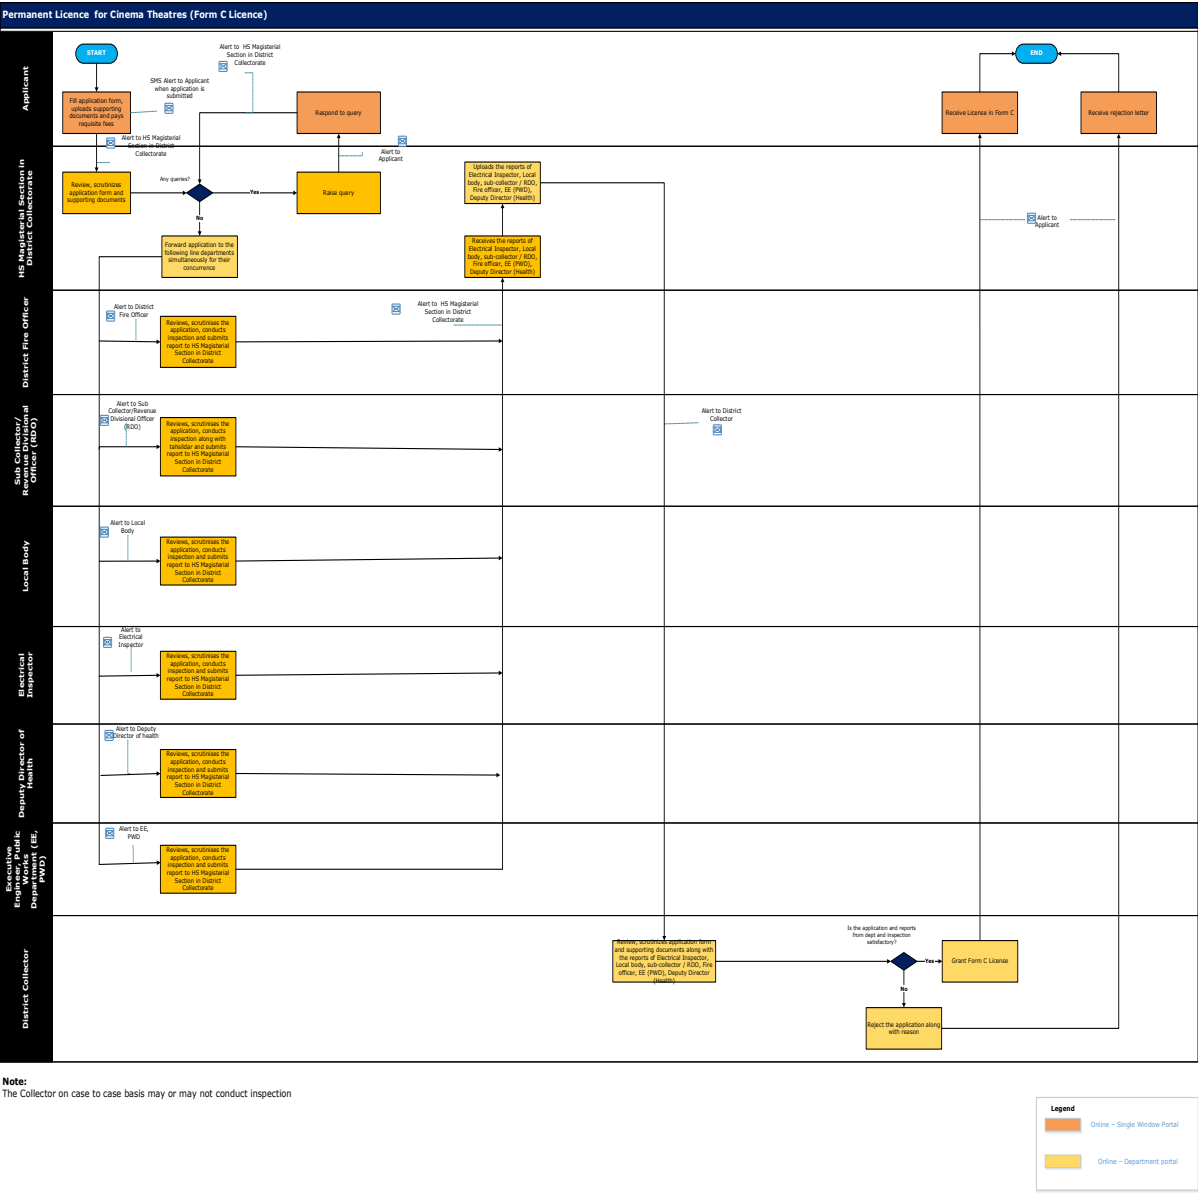 Permanent Licence for Cinema Theatres (Form C Licence)
Applicant
START
Alert to HS Magisterial
Section in District
Collectorate
END
SMS Alert to Applicant
when application is
submitted
Fill application form,
uploads supporting
documents and pays
requisite fees
Respond to query
Receive License in Form C
Receive rejection letter
Alert to HS Magisterial
Section in District
Collectorate
Alert to
Applicant
HS Magisterial Section in
District Collectorate
Review, scrutinizes
application form and
supporting documents
Any queries?
Yes
Raise query
No
Forward application to the
following line departments
simultaneously for their
concurrence
Uploads the reports of
Electrical Inspector, Local
body, sub-collector / RDO,
Fire officer, EE (PWD),
Deputy Director (Health)
Receives the reports of
Electrical Inspector, Local
body, sub-collector / RDO,
Fire officer, EE (PWD),
Deputy Director (Health)
Alert to
Applicant
District Fire Officer
Alert to District
Fire Officer
Reviews, scrutinises the
application, conducts
inspection and submits
report to HS Magisterial
Section in District
Collectorate
Alert to HS Magisterial
Section in District
Collectorate
Sub Collector/
Revenue Divisional
Officer (RDO)
Alert to Sub
Collector/Revenue
Divisional Officer
(RDO)
Reviews, scrutinises the
application, conducts
inspection along with
tahsildar and submits
report to HS Magisterial
Section in District
Collectorate
Alert to District
Collector
Local Body
Alert to Local
Body
Reviews, scrutinises the
application, conducts
inspection and submits
report to HS Magisterial
Section in District
Collectorate
Electrical
Inspector
Alert to
Electrical
Inspector
Reviews, scrutinises the
application, conducts
inspection and submits
report to HS Magisterial
Section in District
Collectorate
Deputy Director of
Health
Alert to Deputy
Director of health
Reviews, scrutinises the
application, conducts
inspection and submits
report to HS Magisterial
Section in District
Collectorate
Executive
Engineer, Public
Works
Department (EE,
PWD)
Alert to EE,
PWD
Reviews, scrutinises the
application, conducts
inspection and submits
report to HS Magisterial
Section in District
Collectorate
District Collector
Review, scrutinizes application form
and supporting documents along with
the reports of Electrical Inspector,
Local body, sub-collector / RDO, Fire
officer, EE (PWD), Deputy Director
(Health)
Is the application and reports
from dept and inspection
satisfactory?
Yes
Grant Form C License
No
Reject the application along
with reason
Note:
The Collector on case to case basis may or may not conduct inspection
Legend
Online – Single Window Portal
Online – Department portal